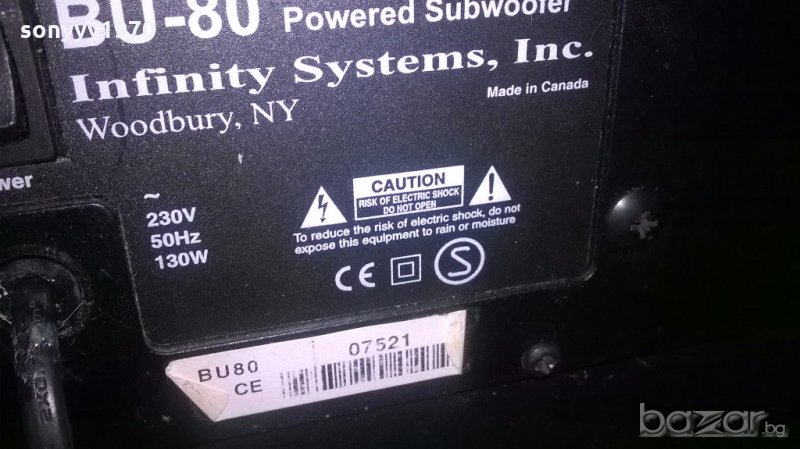 BU-80 Powered Subwoofer
Infinity Systems, Inc.
Woodbury, NY
Made in Canada
~
230V
50Hz
130W
CAUTION
RISK OF ELECTRIC SHOCK
DO NOT OPEN
To reduce the risk of electric shock, do not
expose this equipment to rain or moisture
CE
S
BU80
CE
07521
bazar.bg